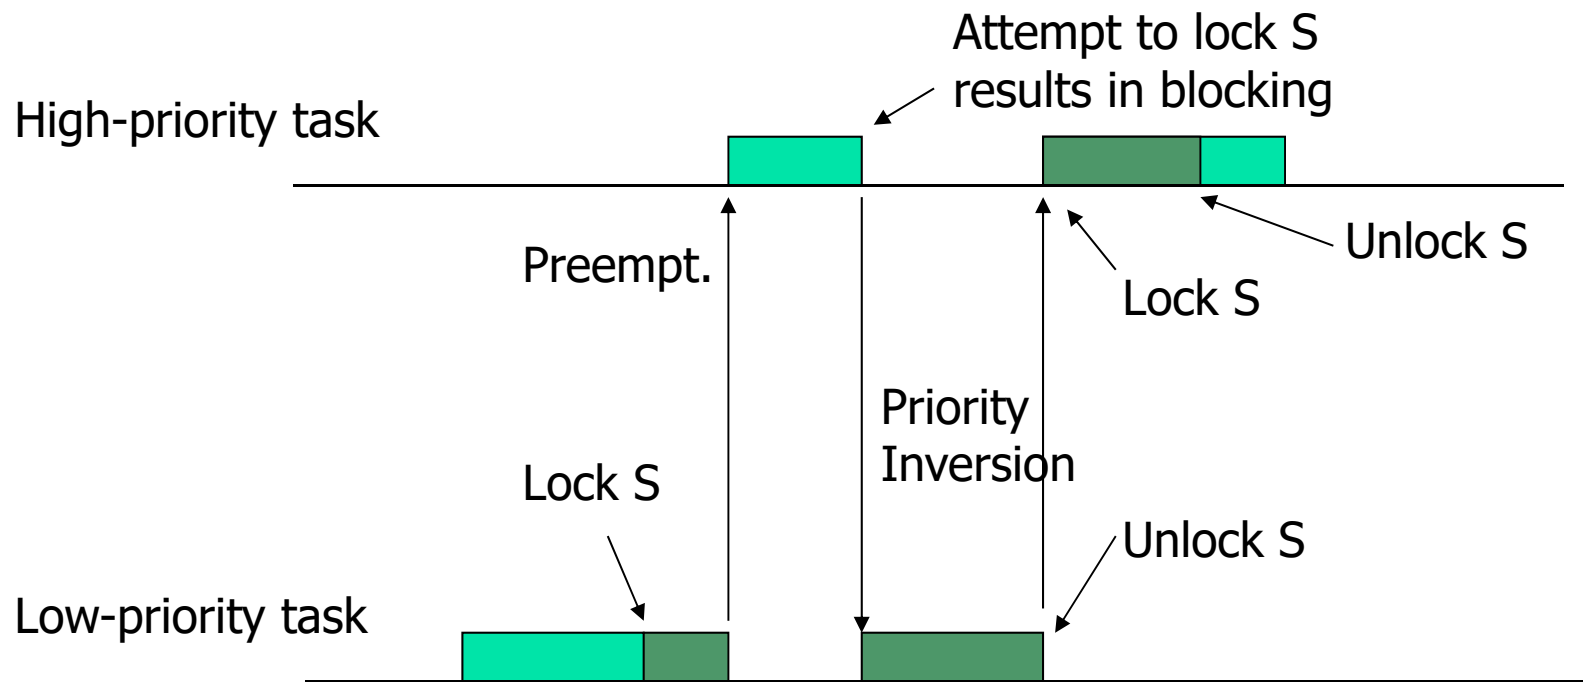 Attempt to lock S
results in blocking
High-priority task
Unlock S
Preempt.
Lock S
Priority
Inversion
Lock S
Unlock S
Low-priority task